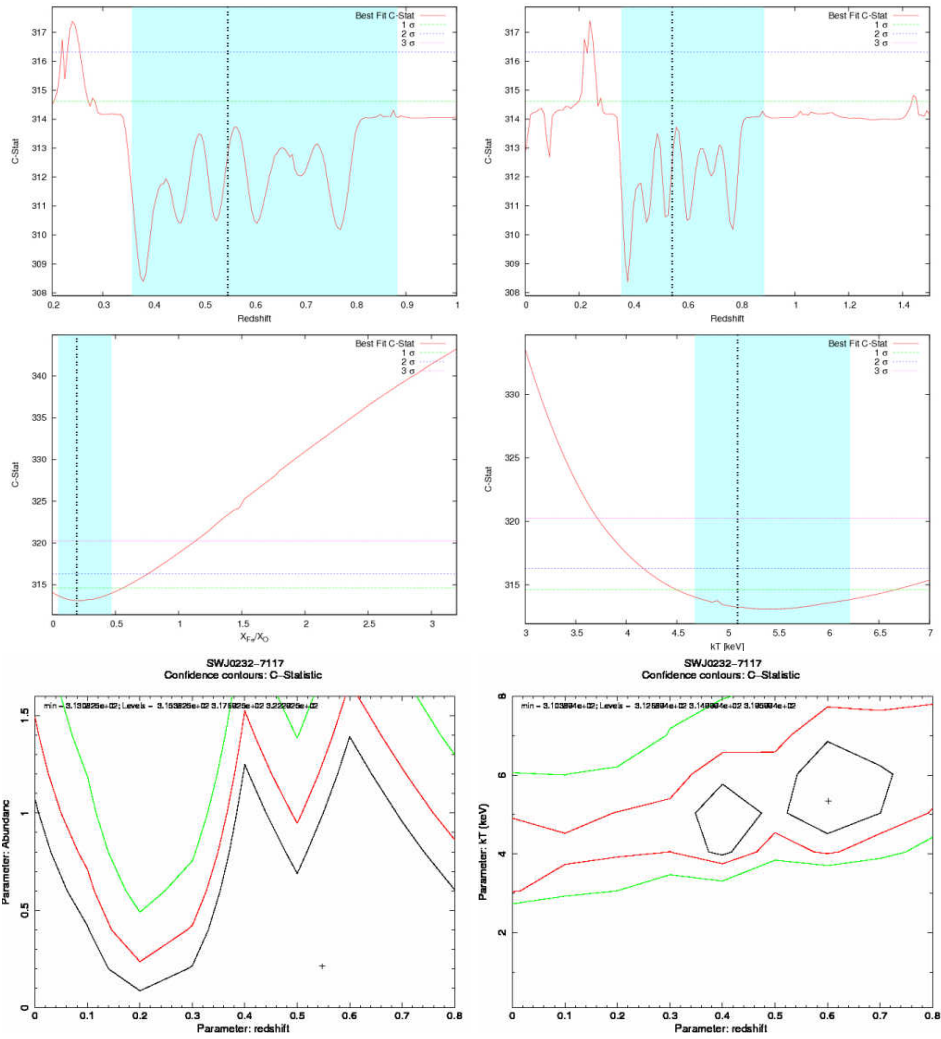 Best Fit C-Stat
1 σ
2 σ
3 σ
317
316
315
314
313
312
311
310
309
308
C-Stat
0.2 0.3 0.4 0.5 0.6 0.7 0.8 0.9 1
Redshift
Best Fit C-Stat
1 σ
2 σ
3 σ
317
316
315
314
313
312
311
310
309
308
C-Stat
0 0.2 0.4 0.6 0.8 1 1.2 1.4
Redshift
Best Fit C-Stat
1 σ
2 σ
3 σ
340
335
330
325
320
315
C-Stat
0 0.5 1 1.5 2 2.5 3
X_Fe/X_O
Best Fit C-Stat
1 σ
2 σ
3 σ
330
325
320
315
C-Stat
3 3.5 4 4.5 5 5.5 6 6.5 7
kT [keV]
SWJ0232-7117
Confidence contours: C-Statistic
1.5
1
0.5
0
Parameter: Abundanc
0 0.1 0.2 0.3 0.4 0.5 0.6 0.7 0.8
Parameter: redshift
SWJ0232-7117
Confidence contours: C-Statistic
8
6
4
2
Parameter: kT [keV]
0 0.1 0.2 0.3 0.4 0.5 0.6 0.7 0.8
Parameter: redshift